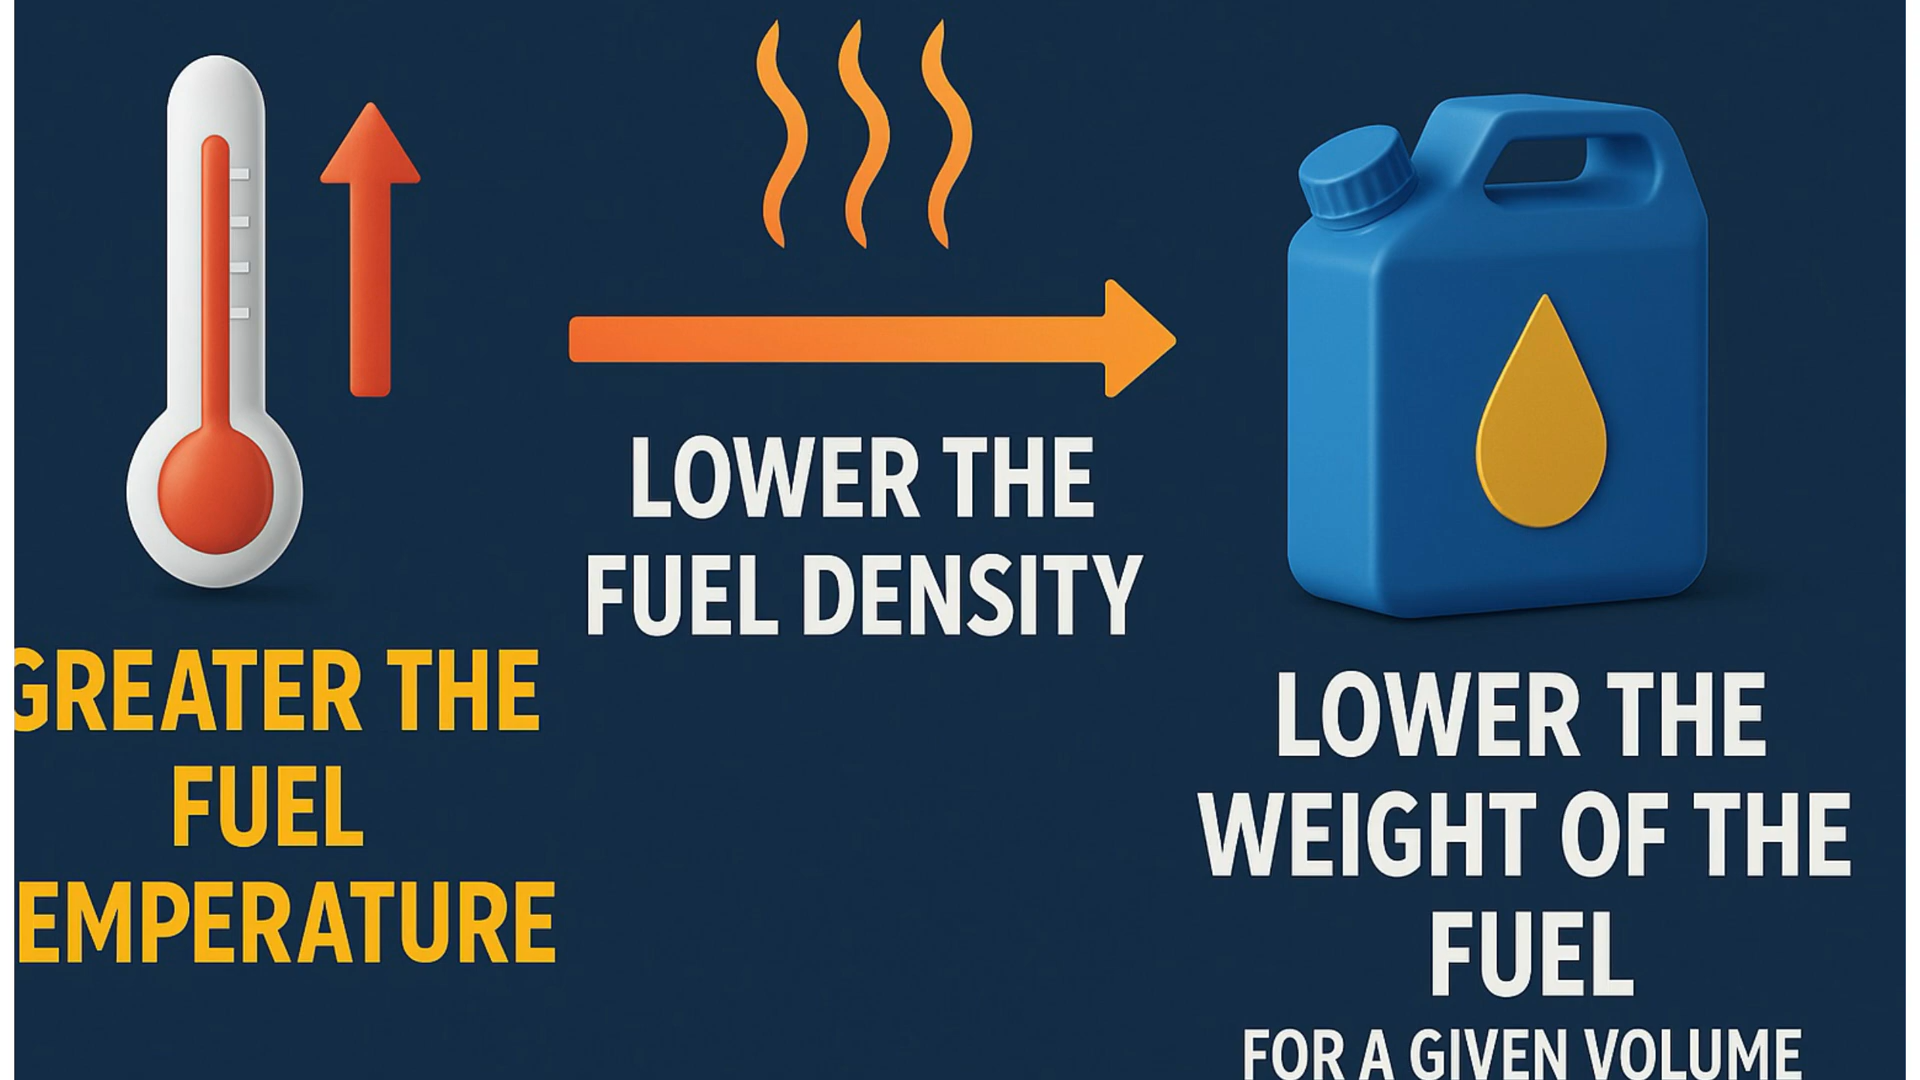 GREATER THE
FUEL
EMPERATURE
LOWER THE
FUEL DENSITY
LOWER THE
WEIGHT OF THE
FUEL
FOR A GIVEN VOLUME